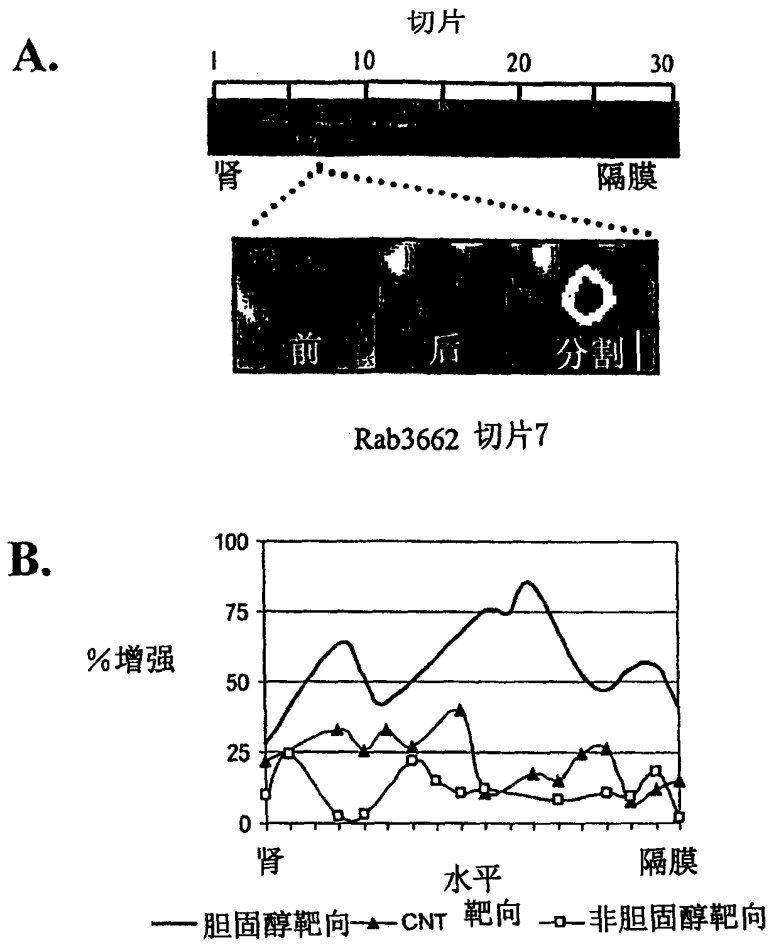 切片
A.
1 10 20 30
肾 隔膜
前 后 分割
Rab3662 切片7
B.
100
75
%增强
50
25
0
肾 水平 隔膜
胆固醇靶向 CNT 靶向 非胆固醇靶向